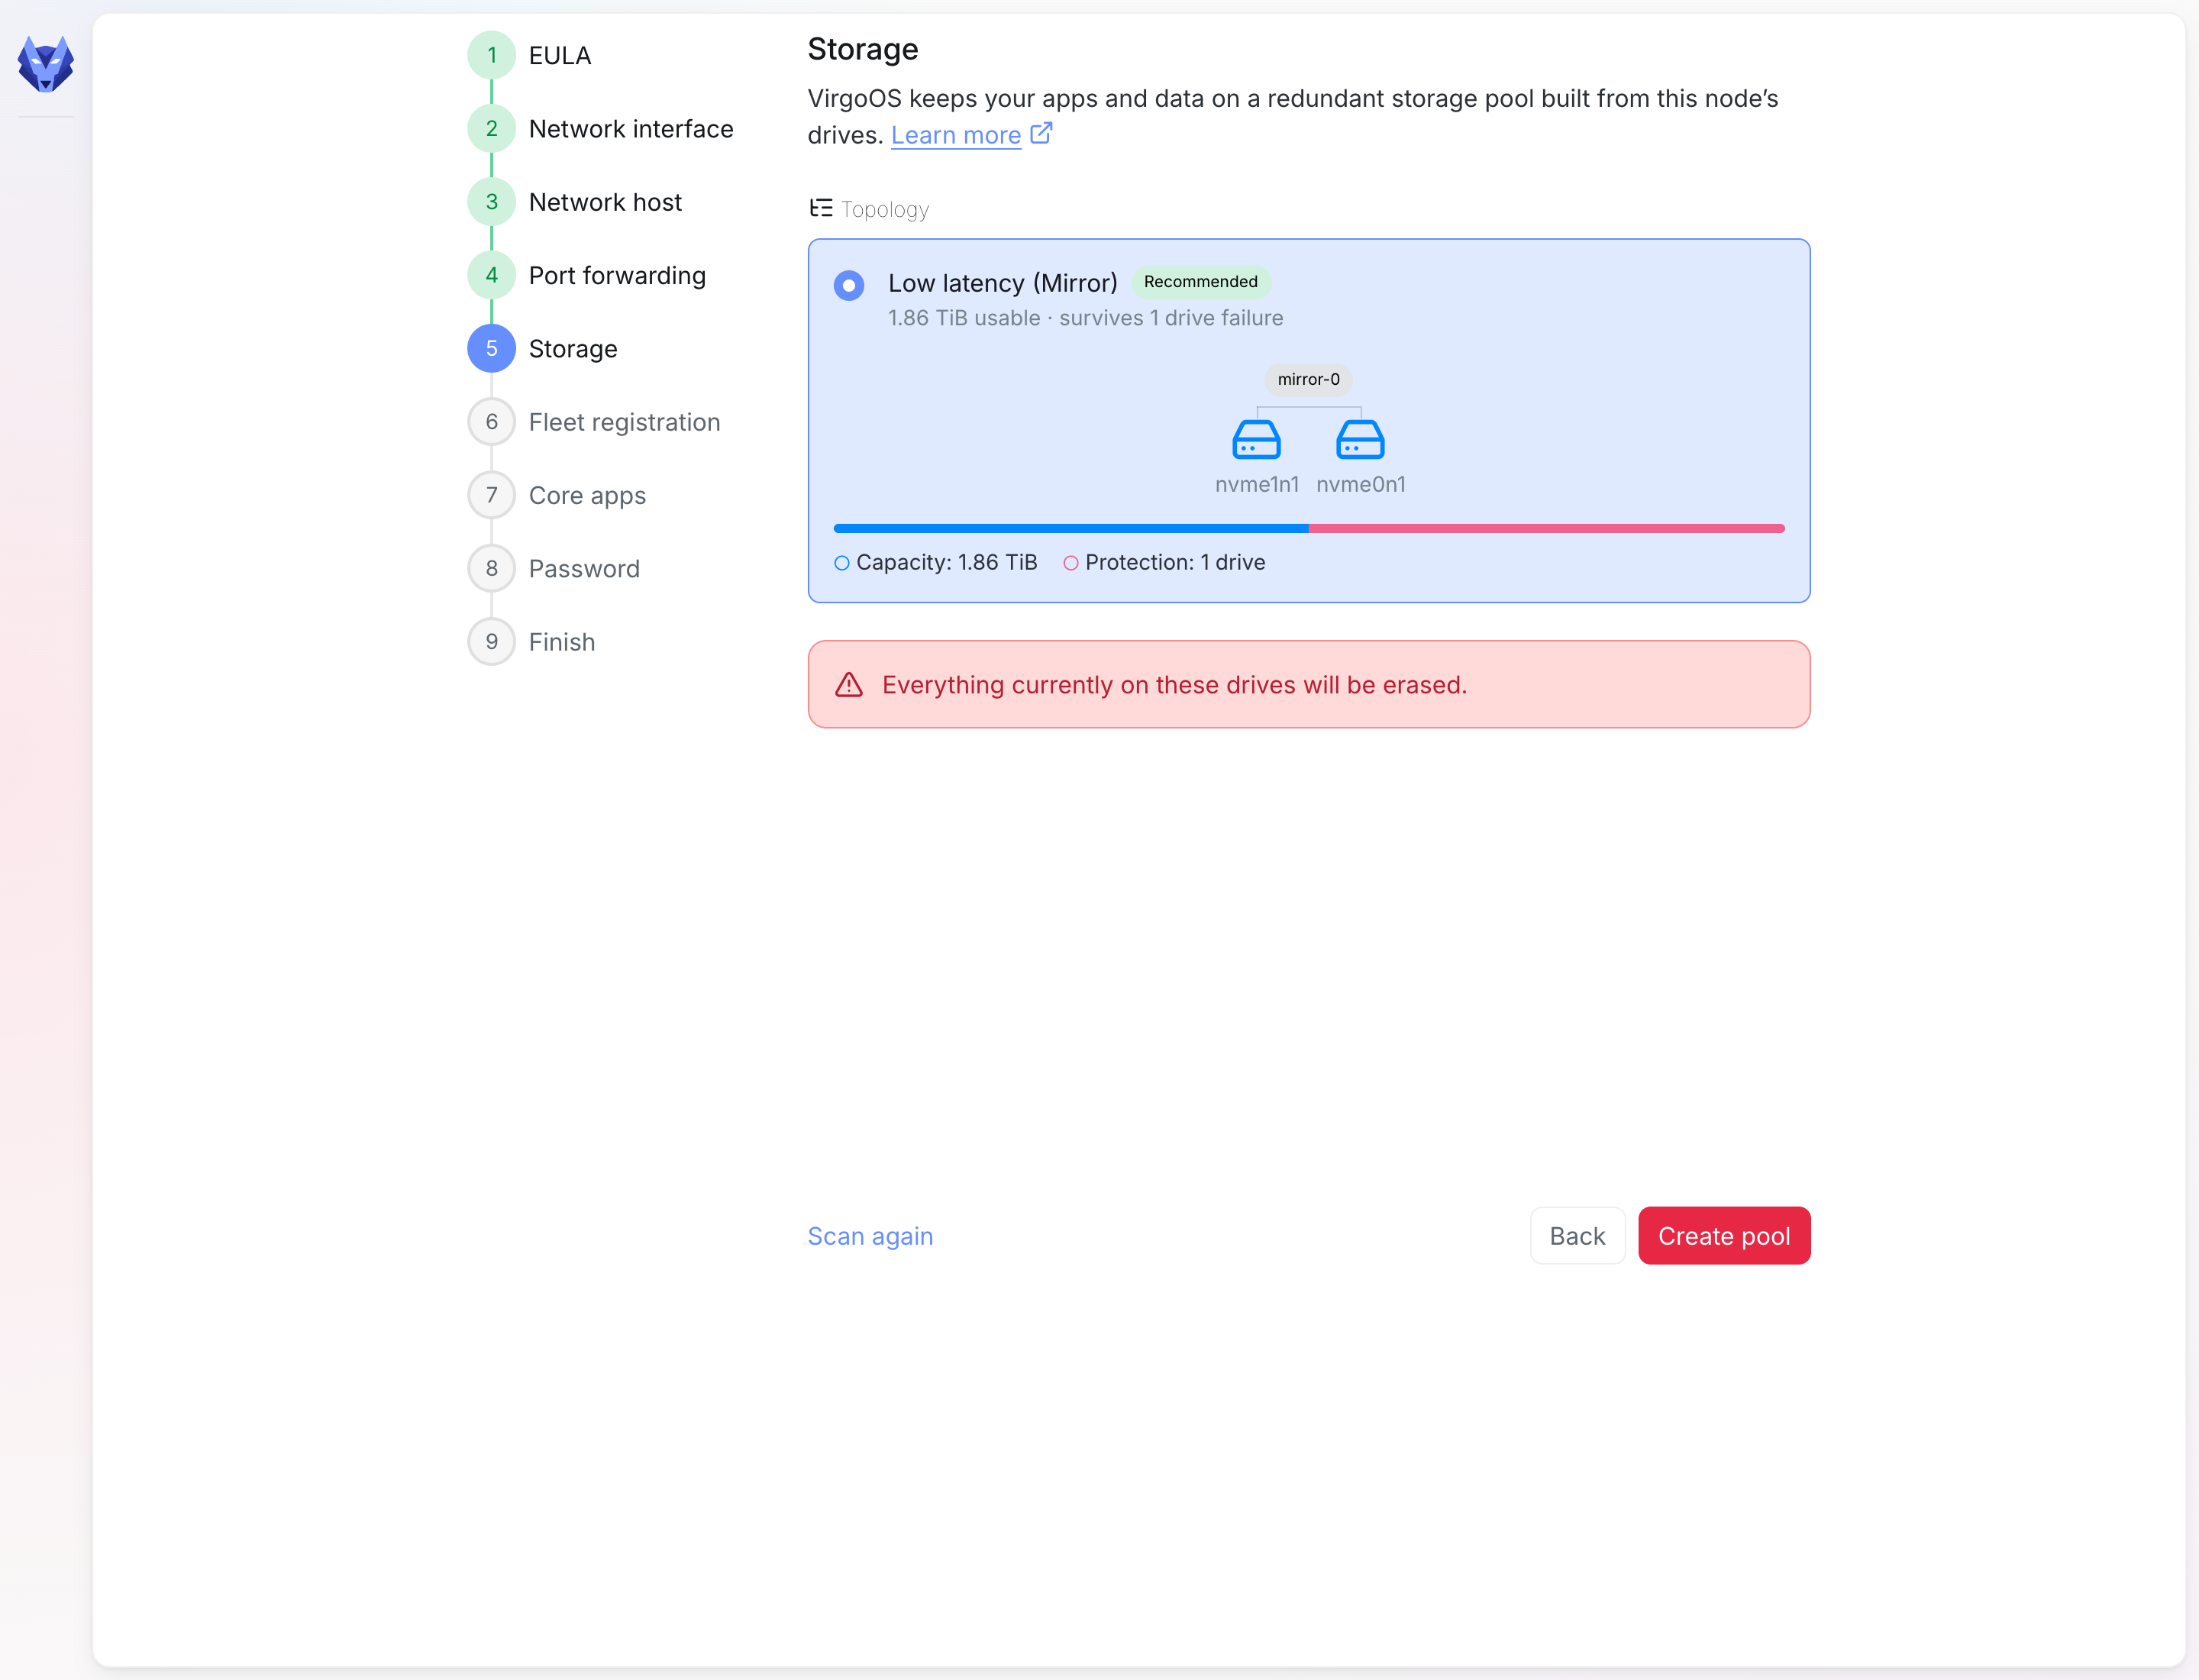 1 EULA
2 Network interface
3 Network host
4 Port forwarding
5 Storage
6 Fleet registration
7 Core apps
8 Password
9 Finish
Storage
VirgoOS keeps your apps and data on a redundant storage pool built from this node’s
drives. Learn more
Topology
Low latency (Mirror) Recommended
1.86 TiB usable · survives 1 drive failure
mirror-0
nvme1n1 nvme0n1
Capacity: 1.86 TiB Protection: 1 drive
Everything currently on these drives will be erased.
Scan again Back Create pool